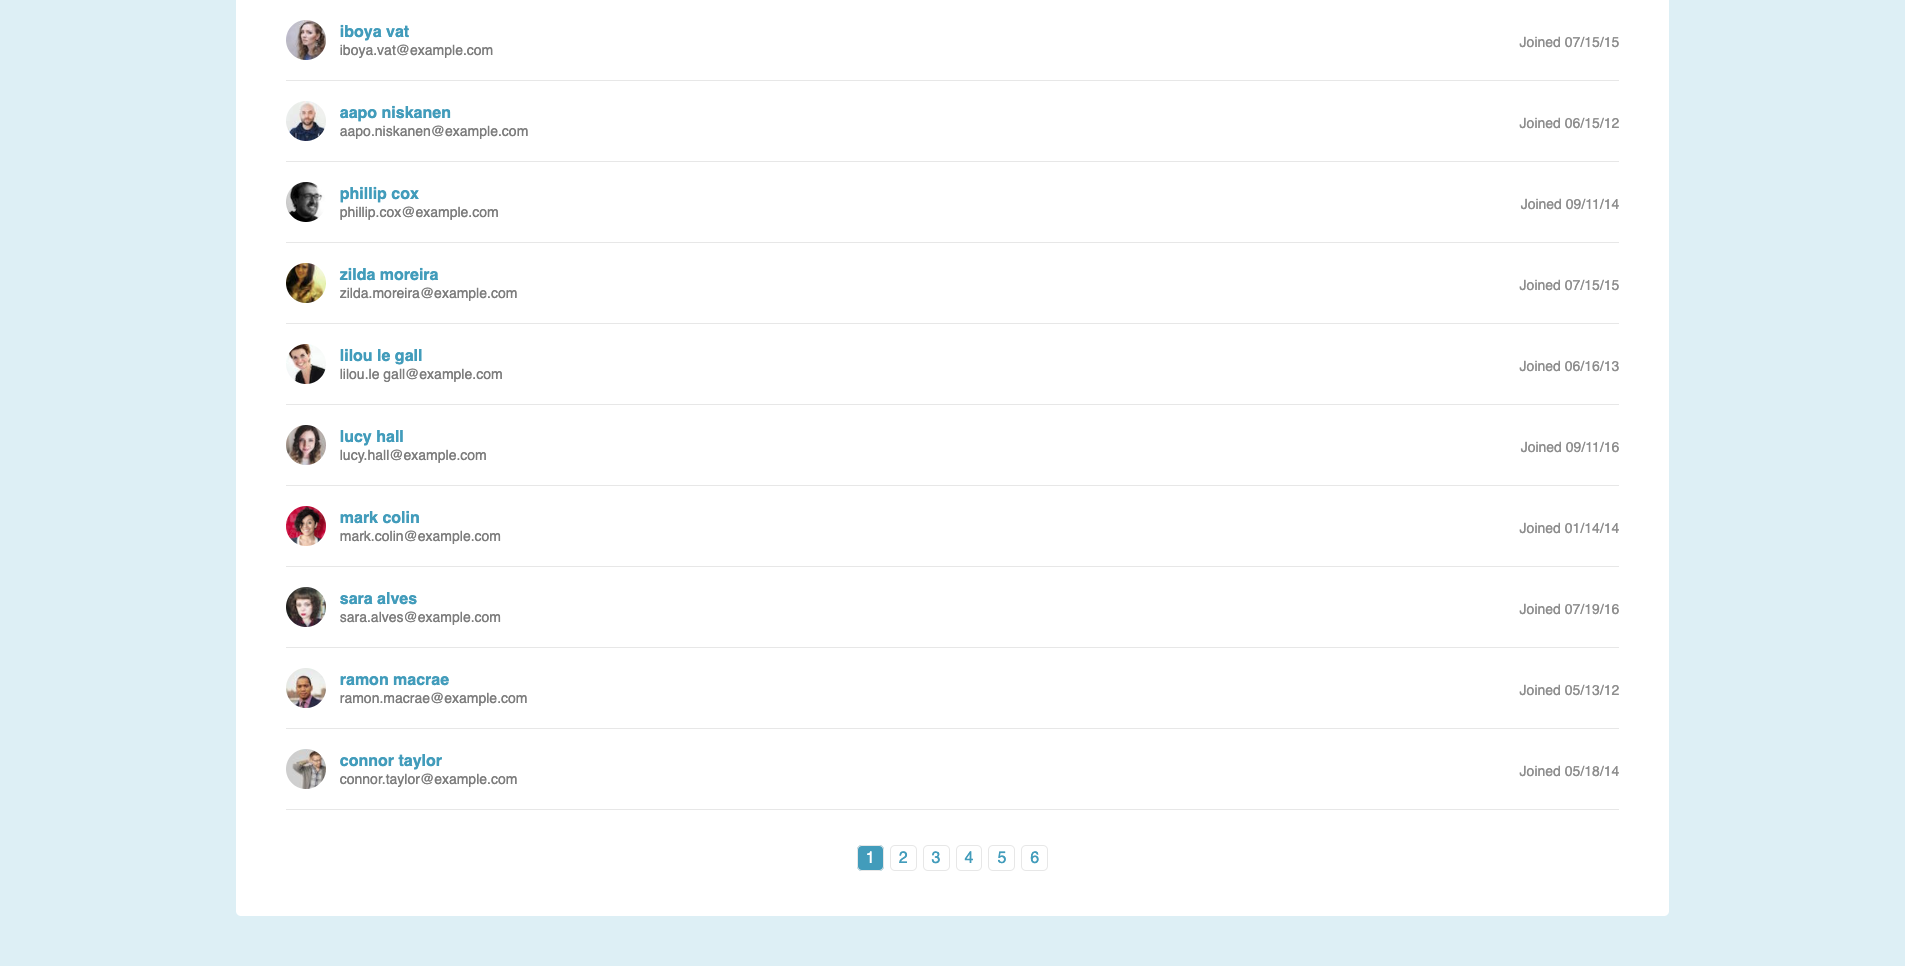 iboya vat
iboya.vat@example.com
Joined 07/15/15
aapo niskanen
aapo.niskanen@example.com
Joined 06/15/12
phillip cox
phillip.cox@example.com
Joined 09/11/14
zilda moreira
zilda.moreira@example.com
Joined 07/15/15
lilou le gall
lilou.le gall@example.com
Joined 06/16/13
lucy hall
lucy.hall@example.com
Joined 09/11/16
mark colin
mark.colin@example.com
Joined 01/14/14
sara alves
sara.alves@example.com
Joined 07/19/16
ramon macrae
ramon.macrae@example.com
Joined 05/13/12
connor taylor
connor.taylor@example.com
Joined 05/18/14
1 2 3 4 5 6